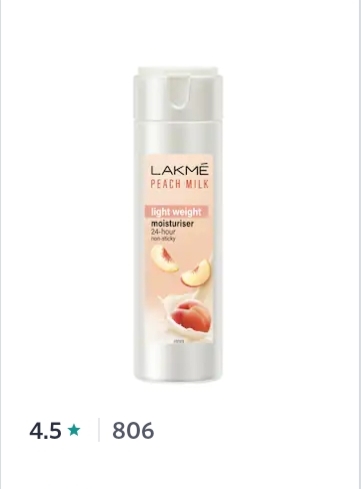 LAKMĒ
PEACH MILK
light weight
moisturiser
24-hour
non-sticky
4.5 ★ | 806